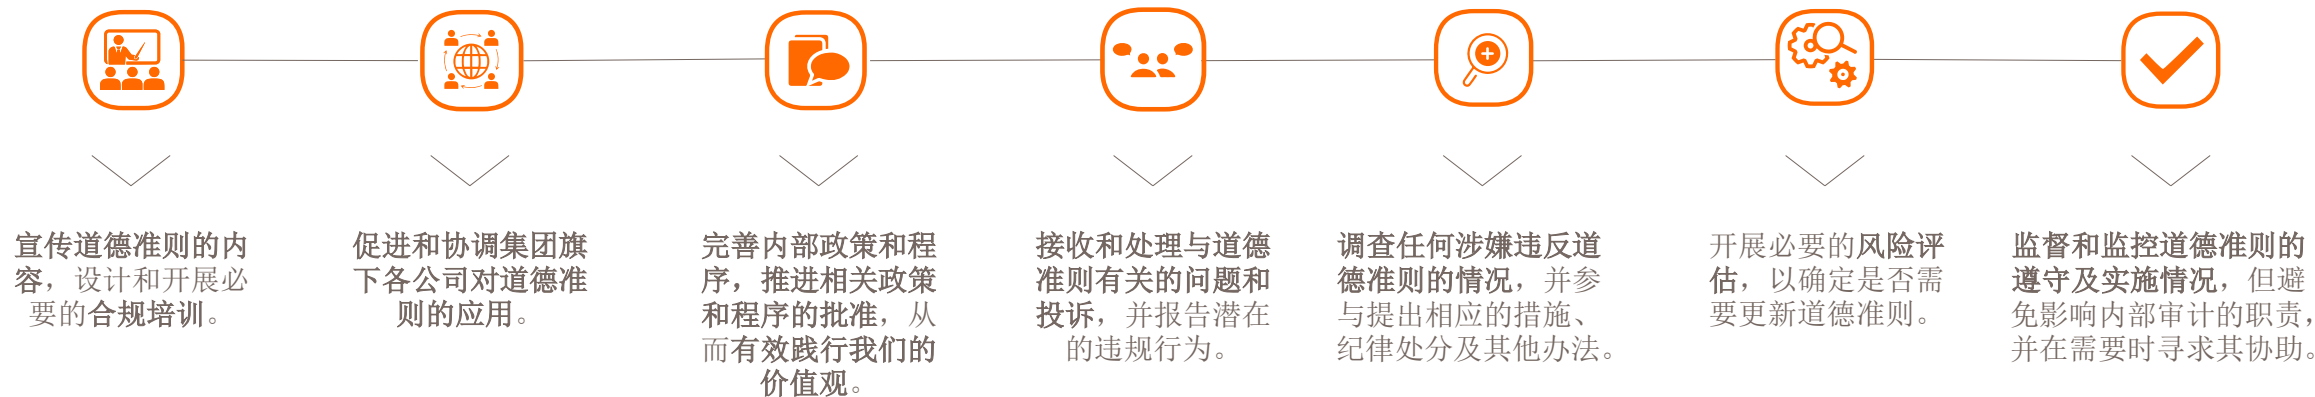 宣传道德准则的内
容，设计和开展必
要的合规培训。
促进和协调集团旗
下各公司对道德准
则的应用。
完善内部政策和程
序，推进相关政策
和程序的批准，从
而有效践行我们的
价值观。
接收和处理与道德
准则有关的问题和
投诉，并报告潜在
的违规行为。
调查任何涉嫌违反道
德准则的情况，并参
与提出相应的措施、
纪律处分及其他办法。
开展必要的风险评
估，以确定是否需
要更新道德准则。
监督和监控道德准则的
遵守及实施情况，但避
免影响内部审计的职责，
并在需要时寻求其协助。